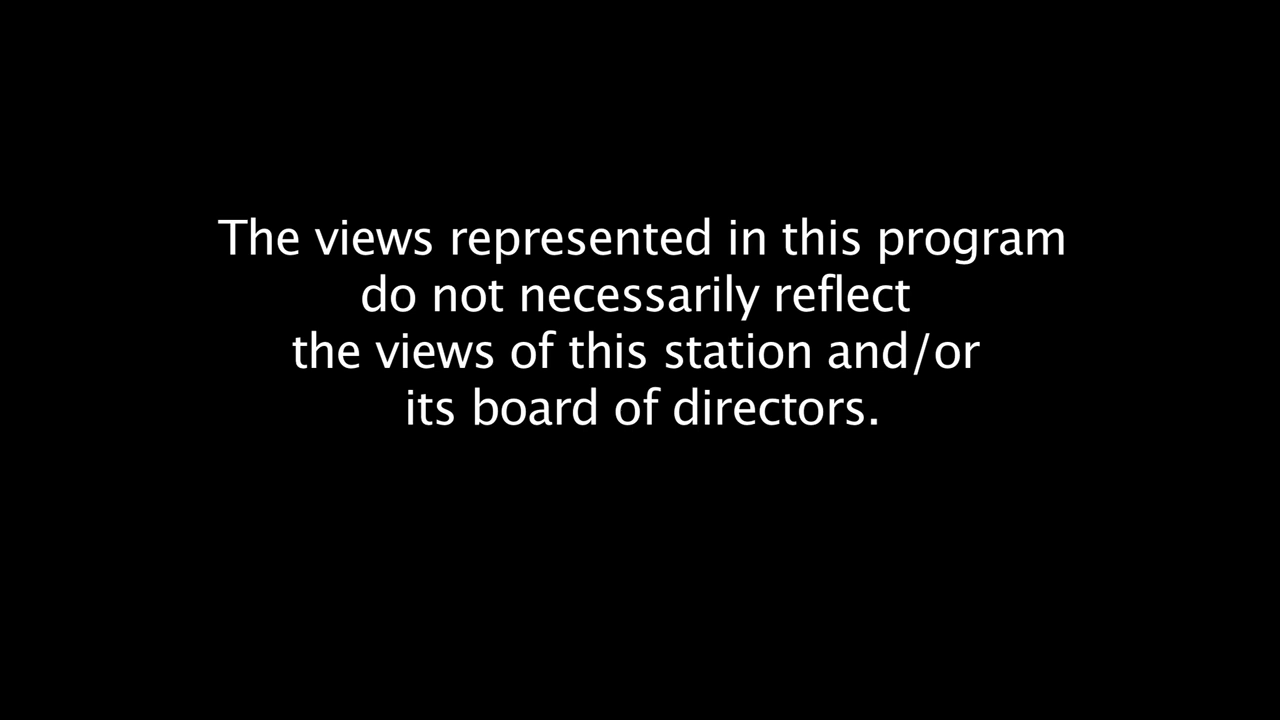 The views represented in this program
do not necessarily reflect
the views of this station and/or
its board of directors.